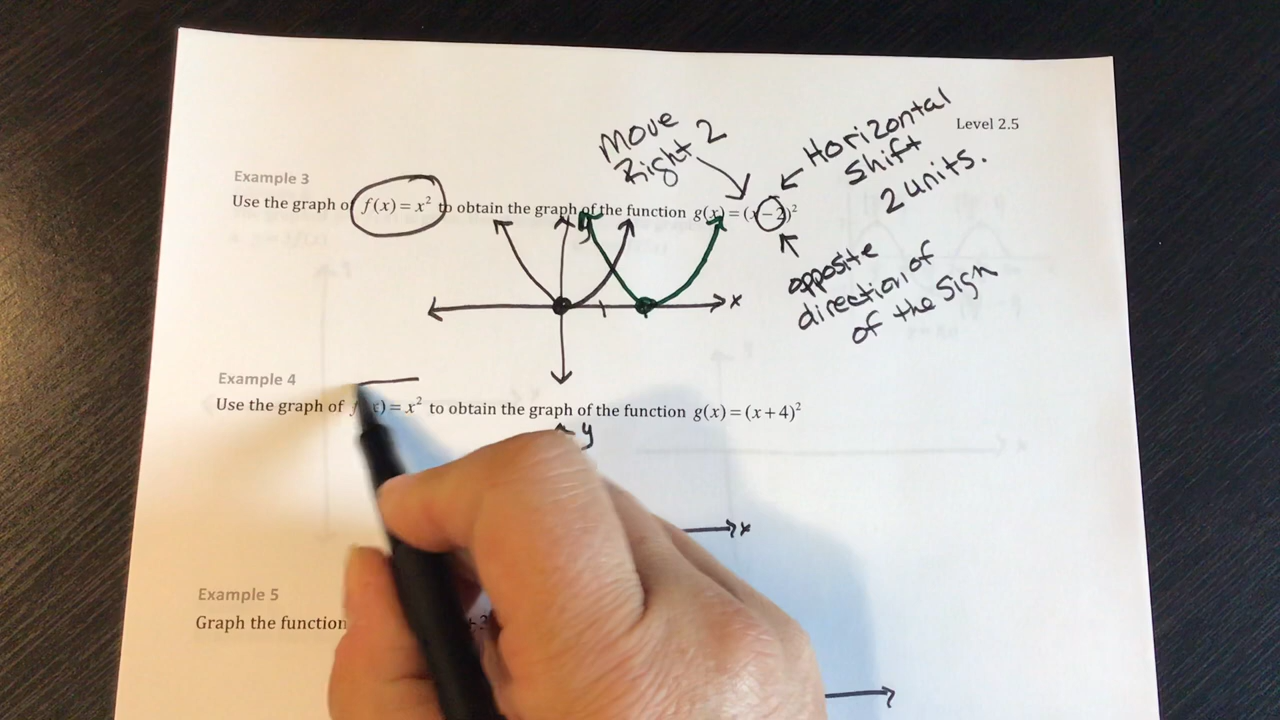 Level 2.5
Move
Right 2
Horizontal
shift
2 units.
Example 3
Use the graph of f(x) = x² to obtain the graph of the function g(x) = (x − 2)²
y
x
opposite
direction of
of the sign
Example 4
Use the graph of f(x) = x² to obtain the graph of the function g(x) = (x + 4)²
y
x
Example 5
Graph the function